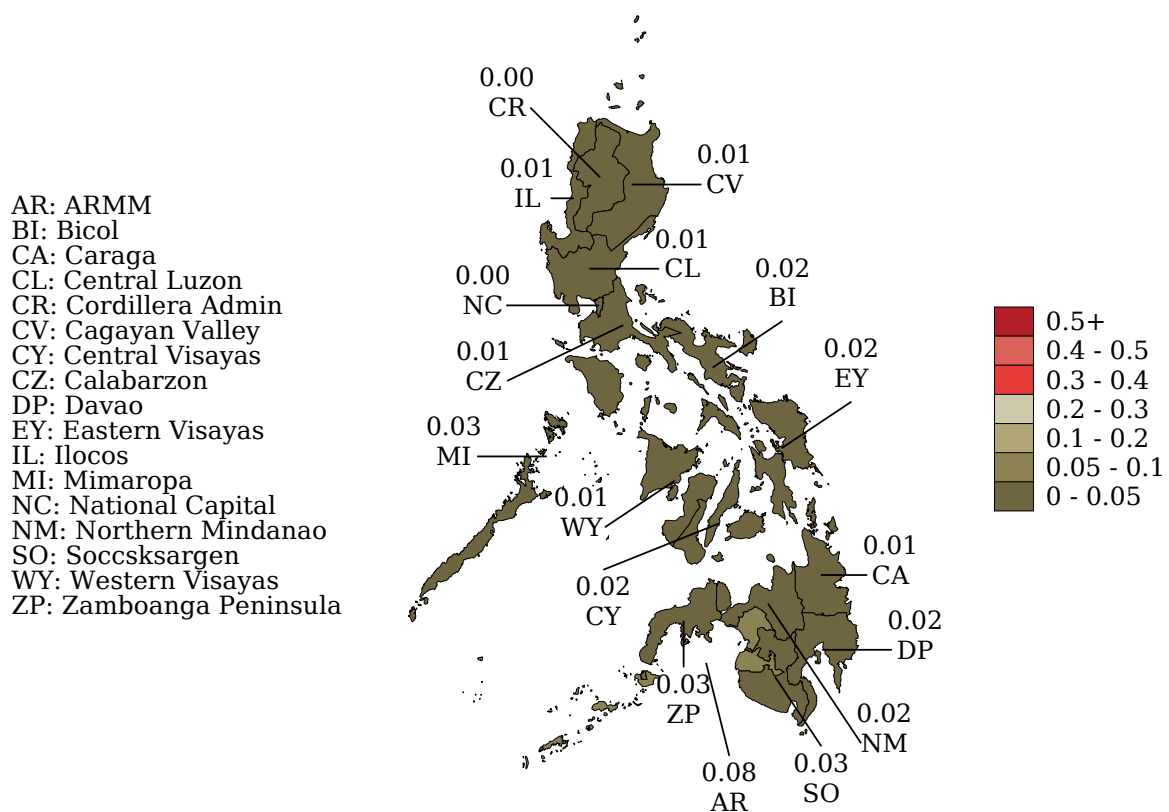 0.00
CR
0.01
IL
0.01
CV
AR: ARMM
BI: Bicol
CA: Caraga
CL: Central Luzon
CR: Cordillera Admin
CV: Cagayan Valley
CY: Central Visayas
CZ: Calabarzon
DP: Davao
EY: Eastern Visayas
IL: Ilocos
MI: Mimaropa
NC: National Capital
NM: Northern Mindanao
SO: Soccsksargen
WY: Western Visayas
ZP: Zamboanga Peninsula
0.01
CL
0.00
NC
0.02
BI
0.01
CZ
0.02
EY
0.03
MI
0.01
WY
0.02
CY
0.01
CA
0.02
DP
0.03
ZP
0.02
NM
0.08
AR
0.03
SO
0.5+
0.4 - 0.5
0.3 - 0.4
0.2 - 0.3
0.1 - 0.2
0.05 - 0.1
0 - 0.05